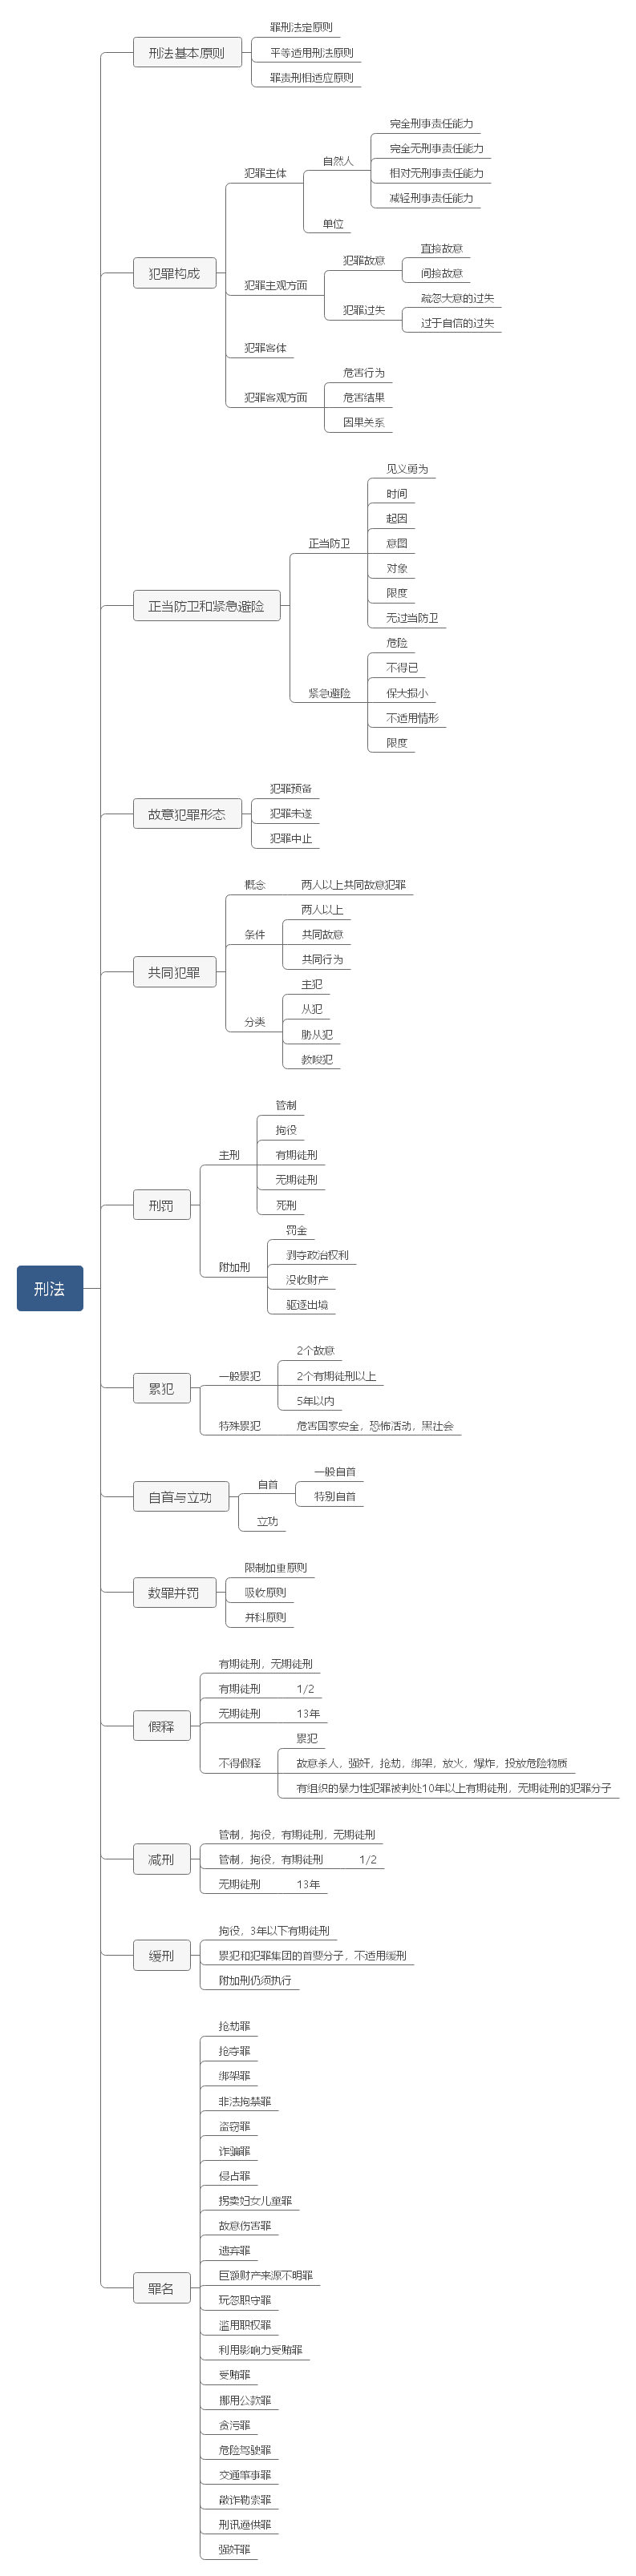 刑法
刑法基本原则
罪刑法定原则
平等适用刑法原则
罪责刑相适应原则
犯罪构成
犯罪主体
自然人
完全刑事责任能力
完全无刑事责任能力
相对无刑事责任能力
减轻刑事责任能力
单位
犯罪主观方面
犯罪故意
直接故意
间接故意
犯罪过失
疏忽大意的过失
过于自信的过失
犯罪客体
犯罪客观方面
危害行为
危害结果
因果关系
正当防卫和紧急避险
正当防卫
见义勇为
时间
起因
意图
对象
限度
无过当防卫
紧急避险
危险
不得已
保大损小
不适用情形
限度
故意犯罪形态
犯罪预备
犯罪未遂
犯罪中止
共同犯罪
概念
两人以上共同故意犯罪
条件
两人以上
共同故意
共同行为
分类
主犯
从犯
胁从犯
教唆犯
刑罚
主刑
管制
拘役
有期徒刑
无期徒刑
死刑
附加刑
罚金
剥夺政治权利
没收财产
驱逐出境
累犯
一般累犯
2个故意
2个有期徒刑以上
5年以内
特殊累犯
危害国家安全，恐怖活动，黑社会
自首与立功
自首
一般自首
特别自首
立功
数罪并罚
限制加重原则
吸收原则
并科原则
假释
有期徒刑，无期徒刑
有期徒刑 1/2
无期徒刑 13年
不得假释
累犯
故意杀人，强奸，抢劫，绑架，放火，爆炸，投放危险物质
有组织的暴力性犯罪被判处10年以上有期徒刑，无期徒刑的犯罪分子
减刑
管制，拘役，有期徒刑，无期徒刑
管制，拘役，有期徒刑 1/2
无期徒刑 13年
缓刑
拘役，3年以下有期徒刑
累犯和犯罪集团的首要分子，不适用缓刑
附加刑仍须执行
罪名
抢劫罪
抢夺罪
绑架罪
非法拘禁罪
盗窃罪
诈骗罪
侵占罪
拐卖妇女儿童罪
故意伤害罪
遗弃罪
巨额财产来源不明罪
玩忽职守罪
滥用职权罪
利用影响力受贿罪
受贿罪
挪用公款罪
贪污罪
危险驾驶罪
交通肇事罪
敲诈勒索罪
刑讯逼供罪
强奸罪